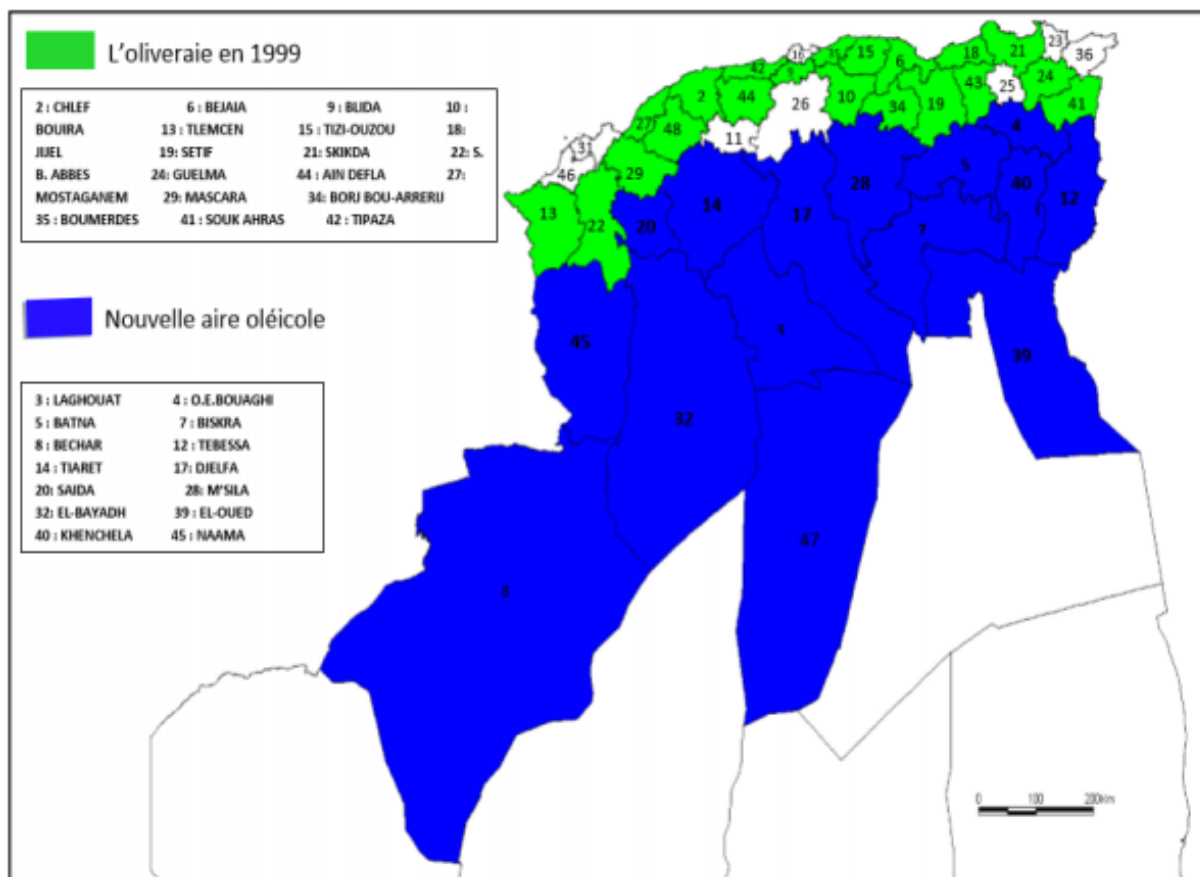 L'oliveraie en 1999
2 : CHLEF 6 : BEJAIA 9 : BLIDA 10 :
BOUIRA 13 : TLEMCEN 15 : TIZI-OUZOU 18:
JIJEL 19: SETIF 21: SKIKDA 22: S.
B. ABBES 24: GUELMA 44 : AIN DEFLA 27:
MOSTAGANEM 29: MASCARA 34: BORJ BOU-ARRERIJ
35 : BOUMERDES 41 : SOUK AHRAS 42 : TIPAZA
Nouvelle aire oléicole
3 : LAGHOUAT 4 : O.E.BOUAGHI
5 : BATNA 7 : BISKRA
8 : BECHAR 12 : TEBESSA
14 : TIARET 17: DJELFA
20: SAIDA 28: M'SILA
32: EL-BAYADH 39 : EL-OUED
40 : KHENCHELA 45 : NAAMA
23
16 35 15 18 21 36
42 9 6
2 44 26 10 34 19 43 25 24 41
27 48 11 4
31
46 29 28 5 40 12
13 22 20 14 17 7
45 3 39
32
47
8
0 100 200km